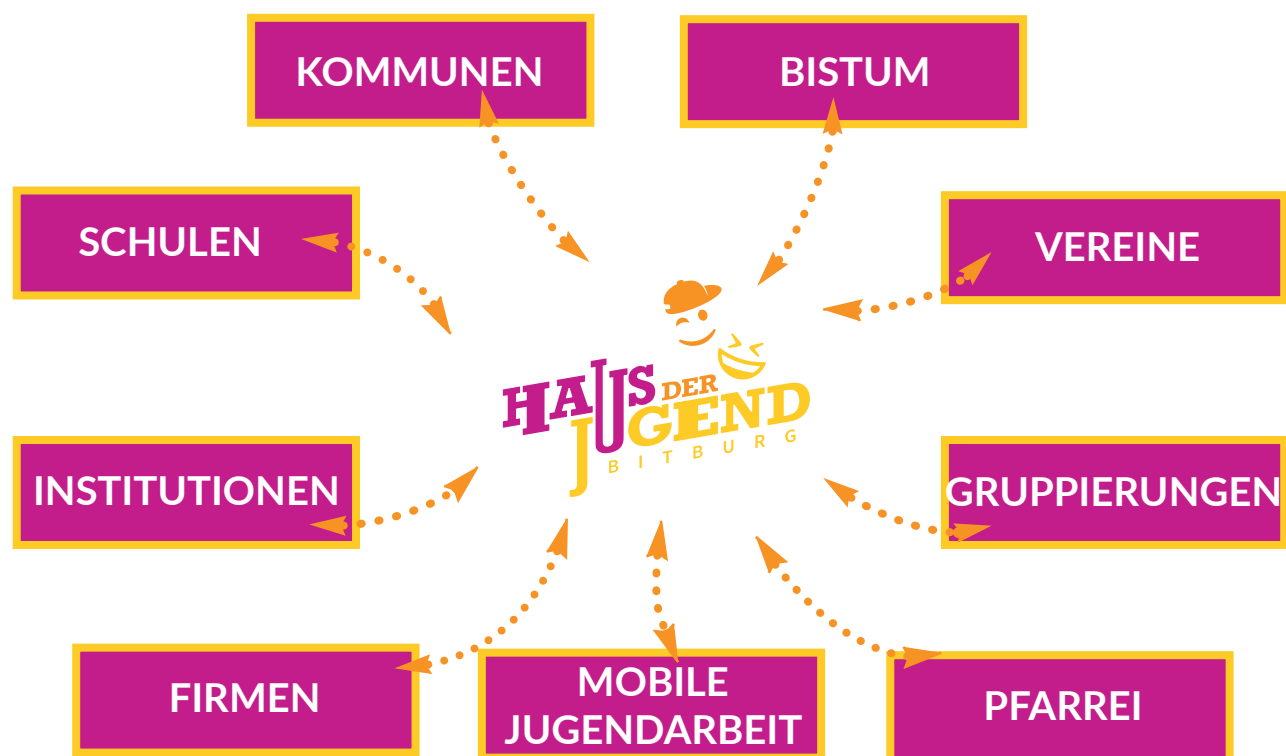 KOMMUNEN
BISTUM
SCHULEN
VEREINE
HAUS DER
JUGEND
BITBURG
INSTITUTIONEN
GRUPPIERUNGEN
FIRMEN
MOBILE
JUGENDARBEIT
PFARREI